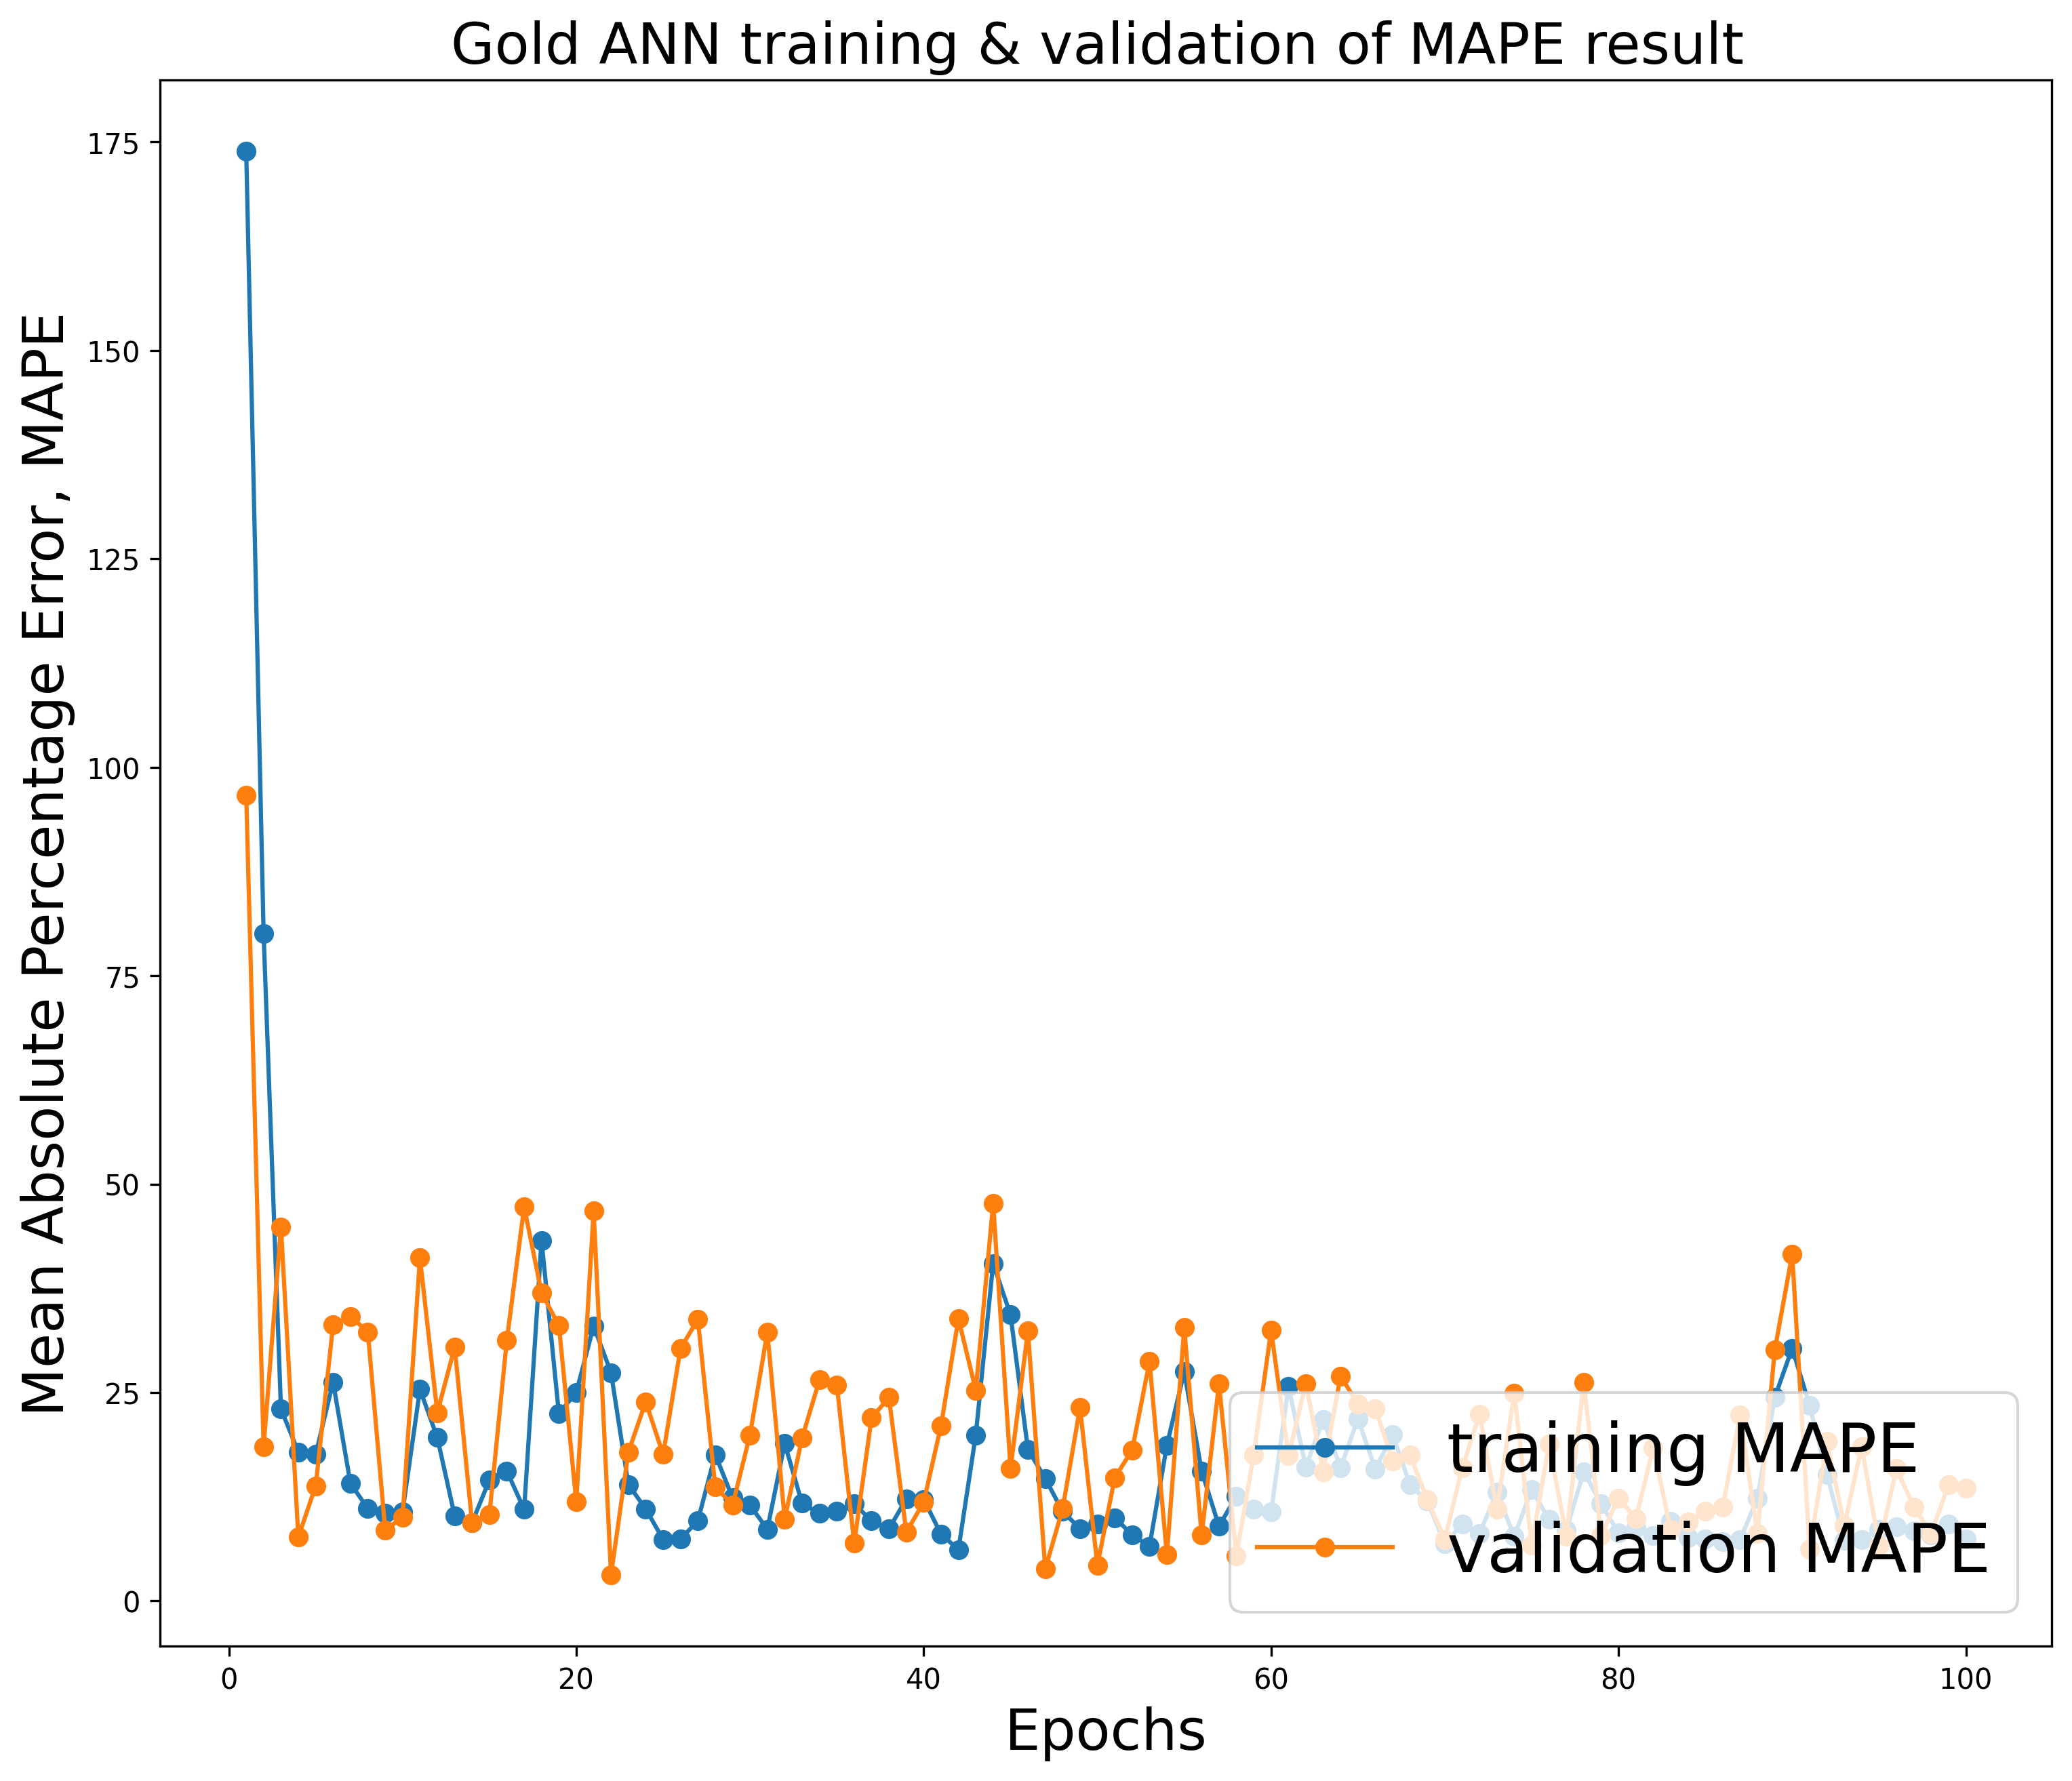 Gold ANN training & validation of MAPE result
Mean Absolute Percentage Error, MAPE
175
150
125
100
75
50
25
0
training MAPE
validation MAPE
0 20 40 60 80 100
Epochs